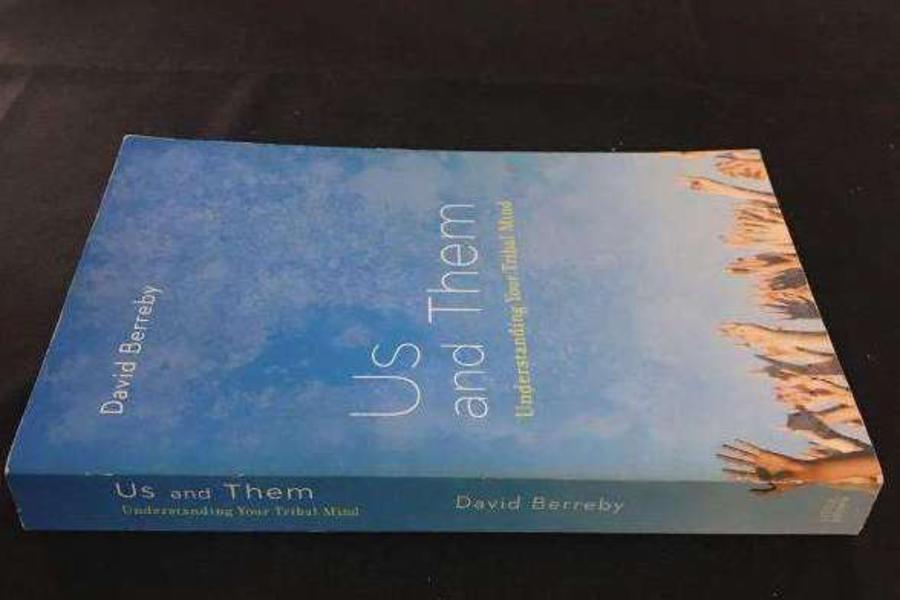 David Berreby
Us
and Them
Understanding Your Tribal Mind
Us and Them
Understanding Your Tribal Mind
David Berreby